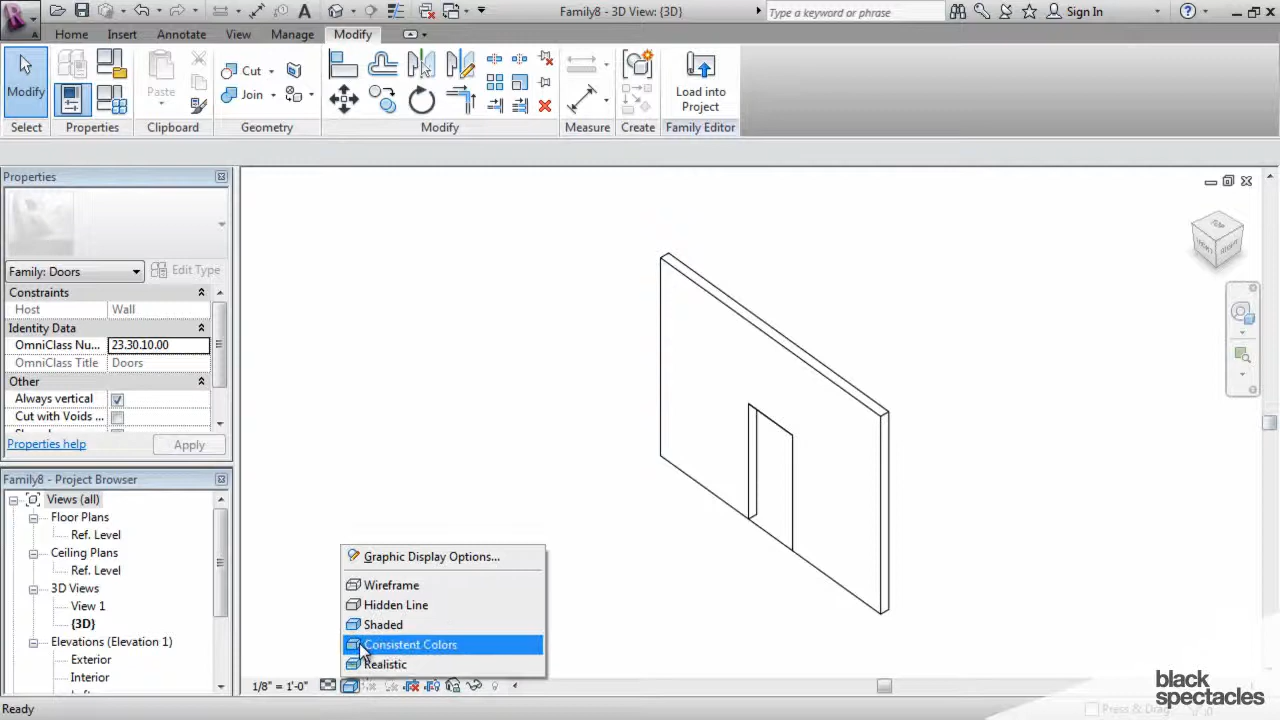 Family8 - 3D View: {3D}
Type a keyword or phrase
Sign In
Home Insert Annotate View Manage Modify
Modify
Paste
Cut
Join
Load into
Project
Select Properties Clipboard Geometry Modify Measure Create Family Editor
Properties
Family: Doors
Edit Type
Constraints
Host Wall
Identity Data
OmniClass Nu... 23.30.10.00
OmniClass Title Doors
Other
Always vertical
Cut with Voids ...
Properties help
Apply
Family8 - Project Browser
Views (all)
Floor Plans
Ref. Level
Ceiling Plans
Ref. Level
3D Views
View 1
{3D}
Elevations (Elevation 1)
Exterior
Interior
TOP
Graphic Display Options...
Wireframe
Hidden Line
Shaded
Consistent Colors
Realistic
1/8" = 1'-0"
Ready
Press & Drag
black
spectacles